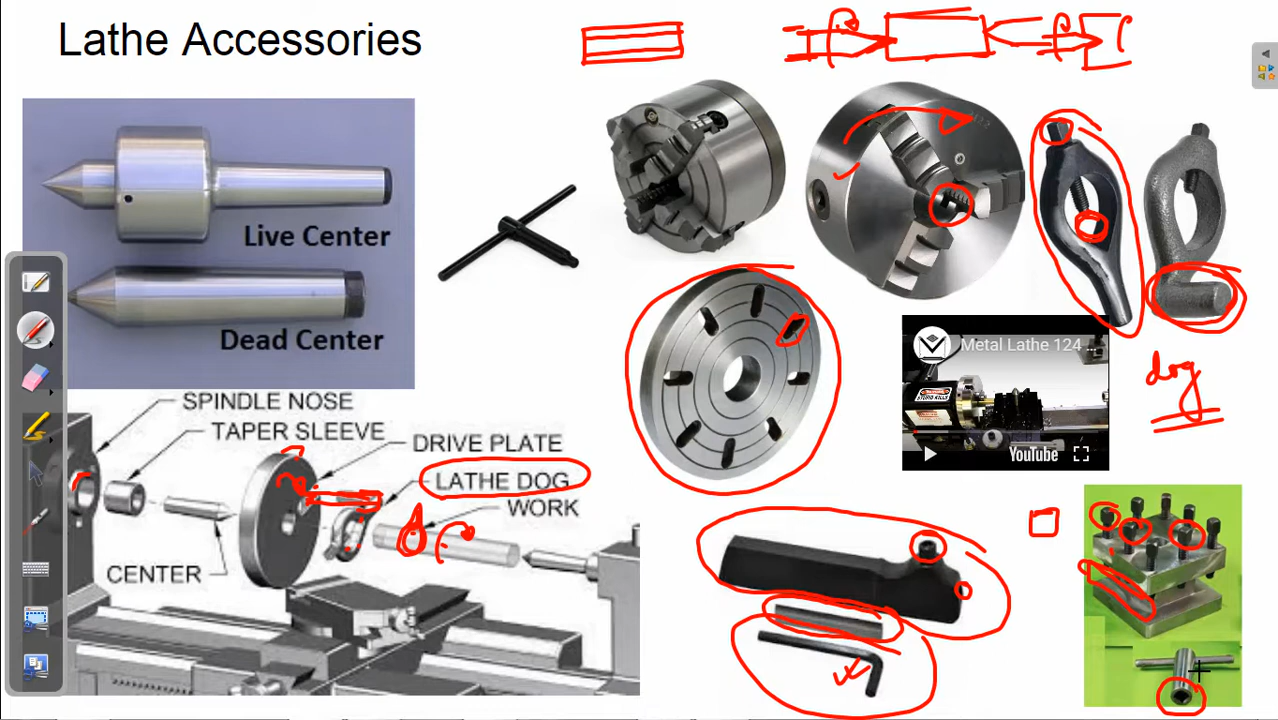 Lathe Accessories
Live Center
Dead Center
SPINDLE NOSE
TAPER SLEEVE
DRIVE PLATE
LATHE DOG
WORK
CENTER
Metal Lathe 124 ...
YouTube
dog